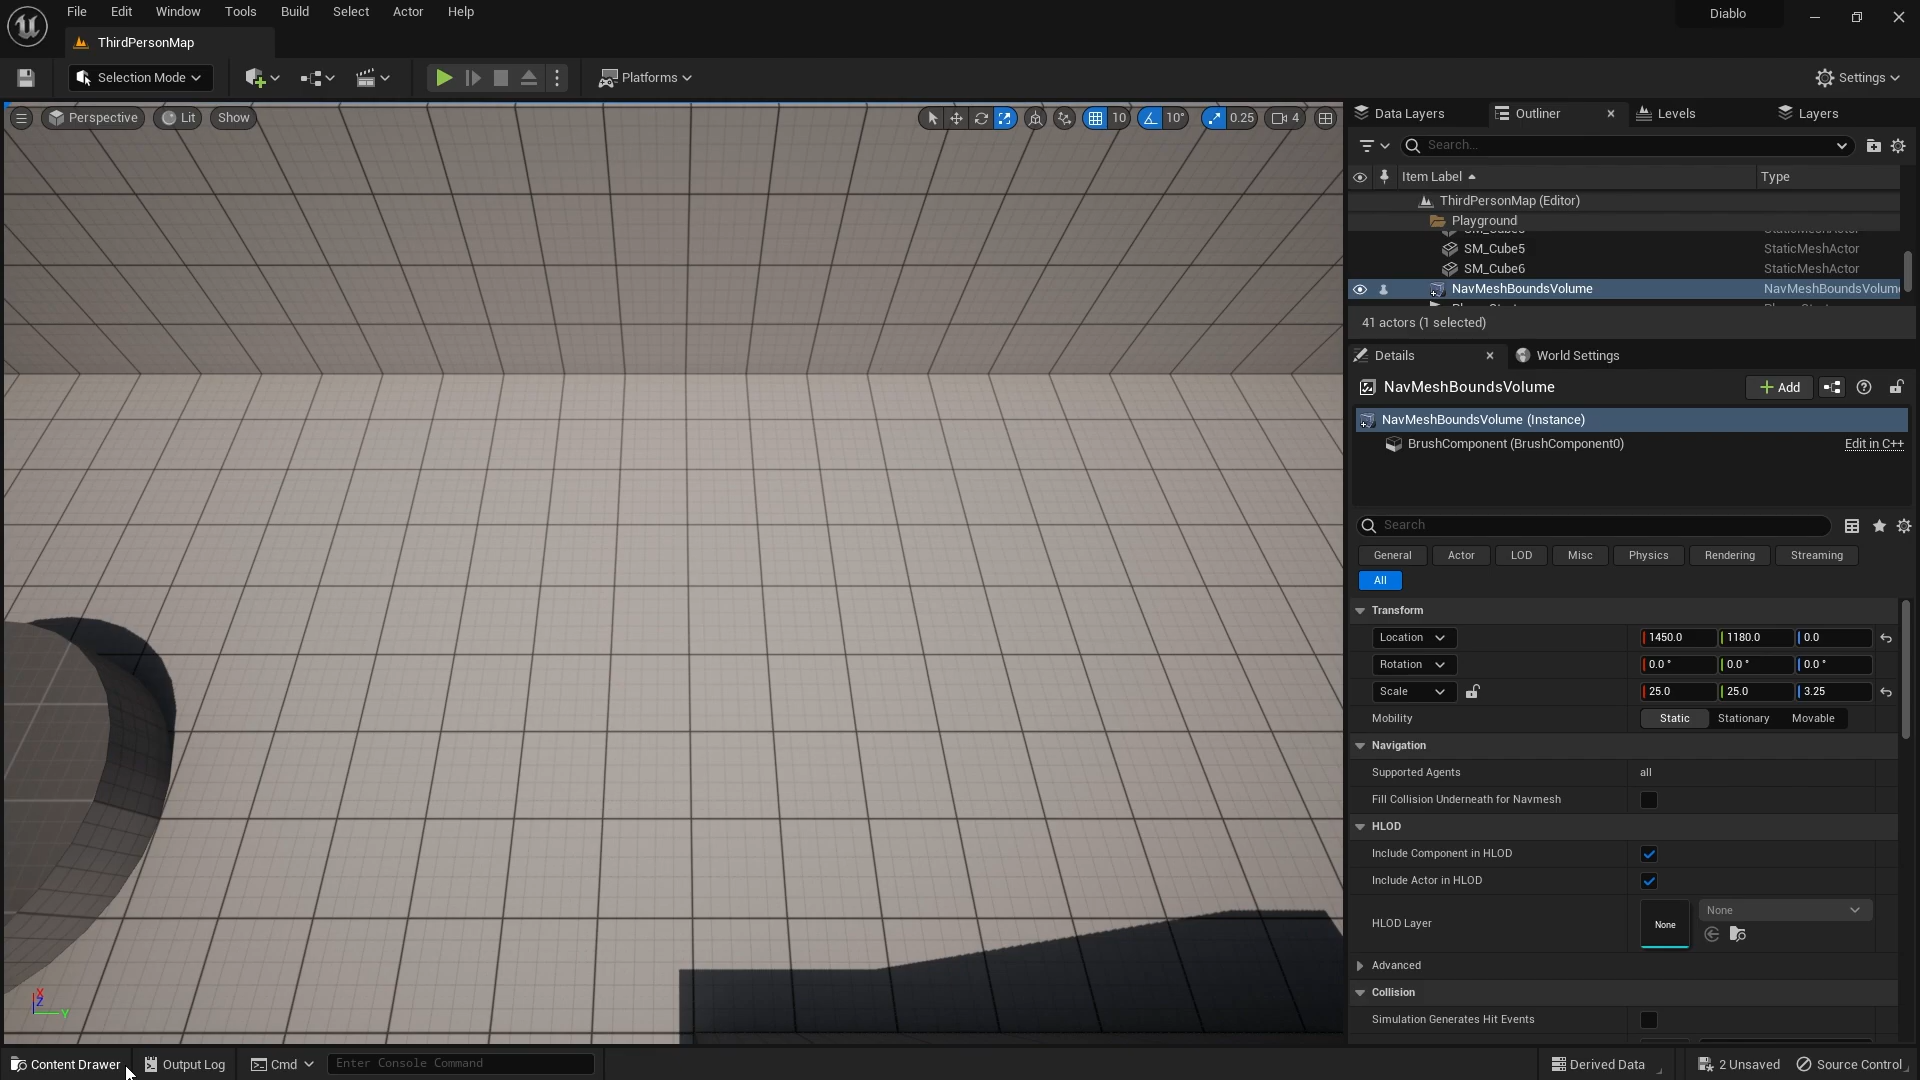 File Edit Window Tools Build Select Actor Help
Diablo
ThirdPersonMap
Selection Mode
Platforms
Settings
Perspective
Lit
Show
10
10°
0.25
4
Data Layers
Outliner
Levels
Layers
Search...
Item Label
Type
ThirdPersonMap (Editor)
Playground
SM_Cube5
StaticMeshActor
SM_Cube6
StaticMeshActor
NavMeshBoundsVolume
NavMeshBoundsVolume
41 actors (1 selected)
Details
World Settings
NavMeshBoundsVolume
Add
NavMeshBoundsVolume (Instance)
BrushComponent (BrushComponent0)
Edit in C++
Search
General
Actor
LOD
Misc
Physics
Rendering
Streaming
All
Transform
Location
1450.0
1180.0
0.0
Rotation
0.0 °
0.0 °
0.0 °
Scale
25.0
25.0
3.25
Mobility
Static
Stationary
Movable
Navigation
Supported Agents
all
Fill Collision Underneath for Navmesh
HLOD
Include Component in HLOD
Include Actor in HLOD
HLOD Layer
None
None
Advanced
Collision
Simulation Generates Hit Events
X
Z
Y
Content Drawer
Output Log
Cmd
Enter Console Command
Derived Data
2 Unsaved
Source Control